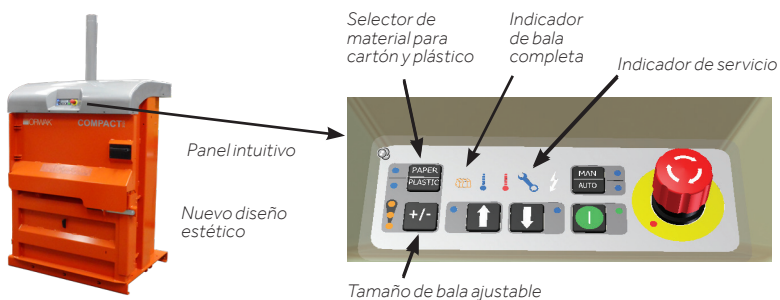 Selector de
material para
cartón y plástico
Indicador
de bala
completa
Indicador de servicio
COMPACT
Panel intuitivo
Nuevo diseño
estético
PAPER
PLASTIC
MAN
AUTO
+/-
Tamaño de bala ajustable